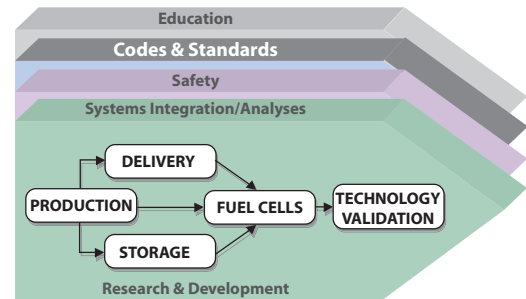 Education
Codes & Standards
Safety
Systems Integration/Analyses
DELIVERY
PRODUCTION
FUEL CELLS
TECHNOLOGY
VALIDATION
STORAGE
Research & Development